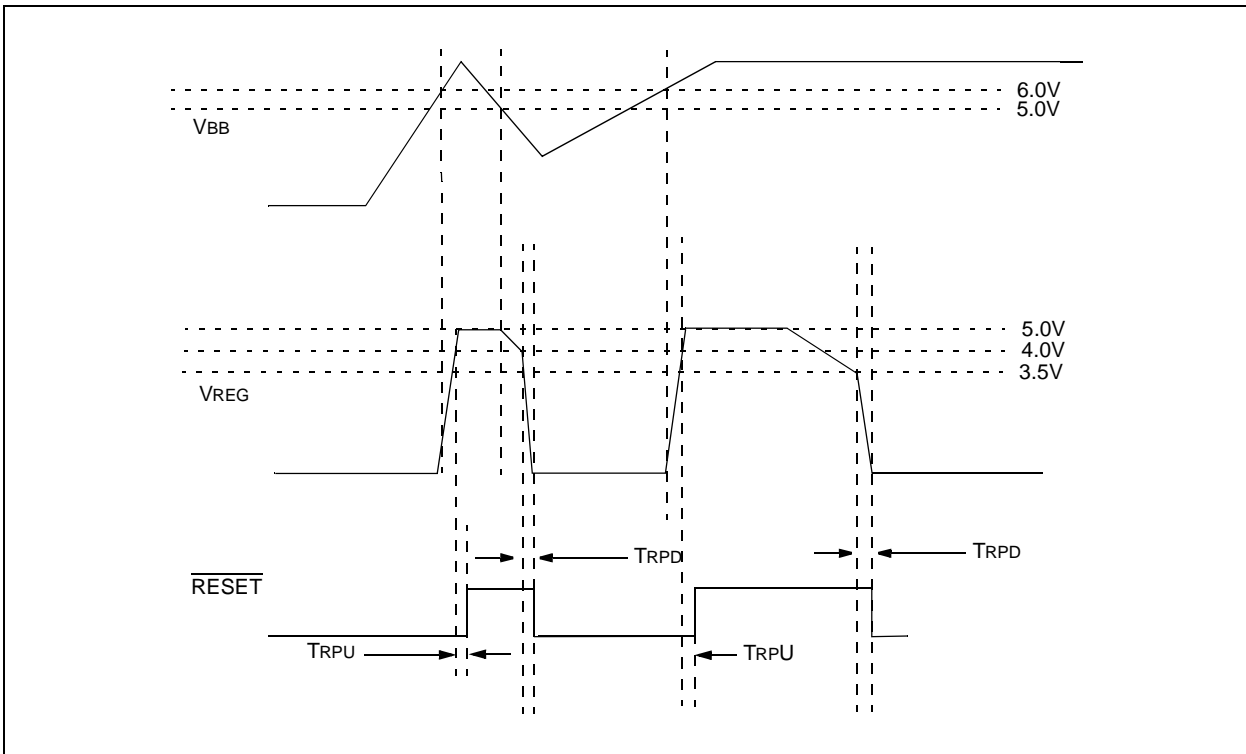 6.0V
5.0V
VBB
5.0V
4.0V
3.5V
VREG
TRPD
TRPD
RESET
TRPU
TRPU